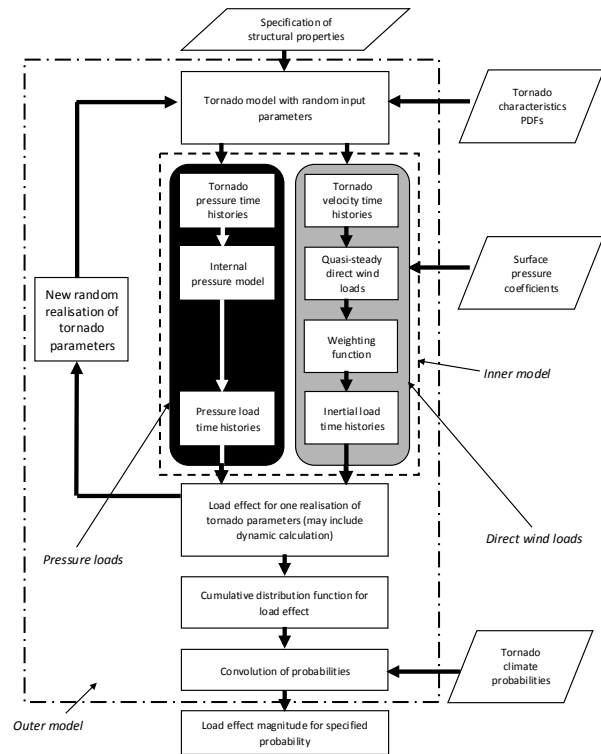 Specification of
structural properties
Tornado model with random input
parameters
Tornado
characteristics
PDFs
Tornado
pressure time
histories
Tornado
velocity time
histories
Internal
pressure model
Quasi-steady
direct wind
loads
Surface
pressure
coefficients
New random
realisation of
tornado
parameters
Weighting
function
Inner model
Pressure load
time histories
Inertial load
time histories
Load effect for one realisation of
tornado parameters (may include
dynamic calculation)
Pressure loads
Direct wind loads
Cumulative distribution function for
load effect
Convolution of probabilities
Tornado
climate
probabilities
Outer model
Load effect magnitude for specified
probability